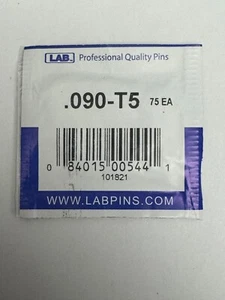 LAB. Professional Quality Pins
.090-T5 75 EA
0 84015 00544 1
101821
WWW.LABPINS.COM